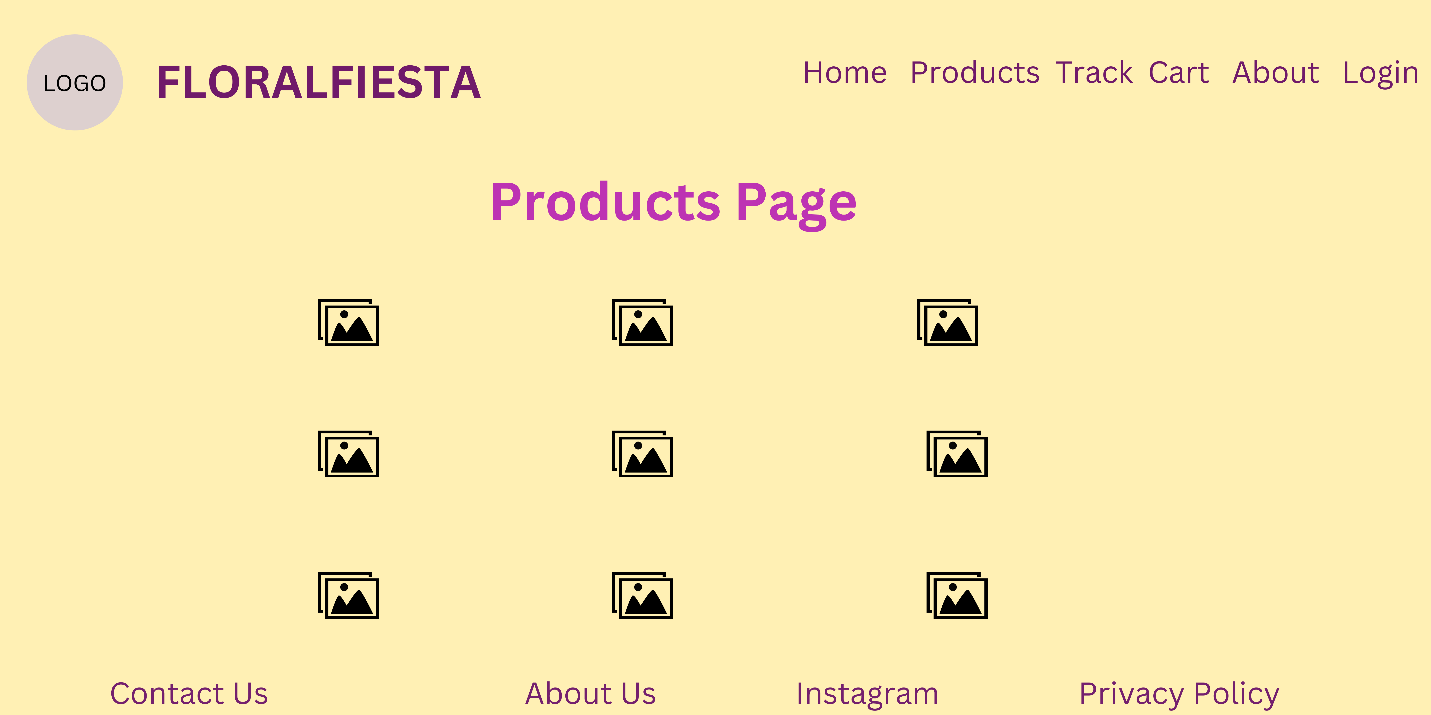 LOGO
FLORALFIESTA
Home Products Track Cart About Login
Products Page
Contact Us About Us Instagram Privacy Policy